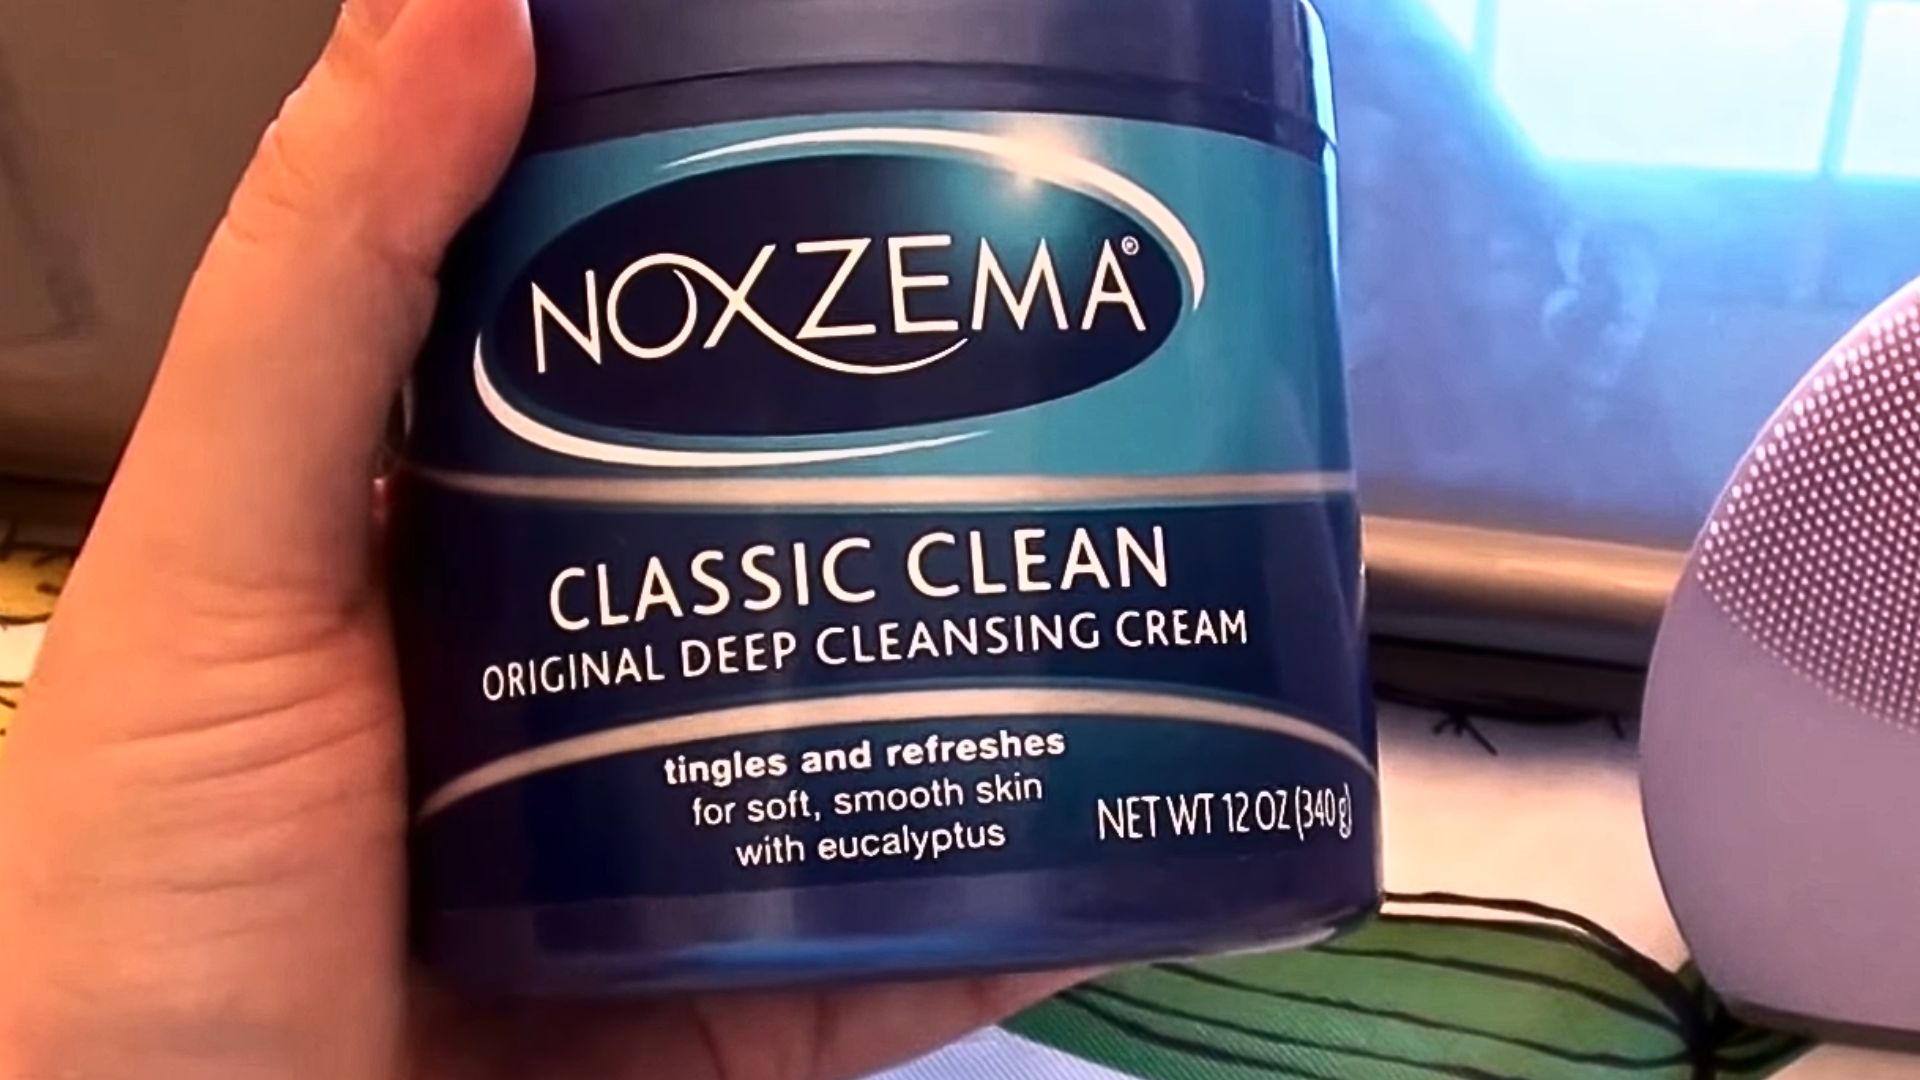 NOXZEMA®
CLASSIC CLEAN
ORIGINAL DEEP CLEANSING CREAM
tingles and refreshes
for soft, smooth skin
with eucalyptus
NET WT 12 OZ (340 g)